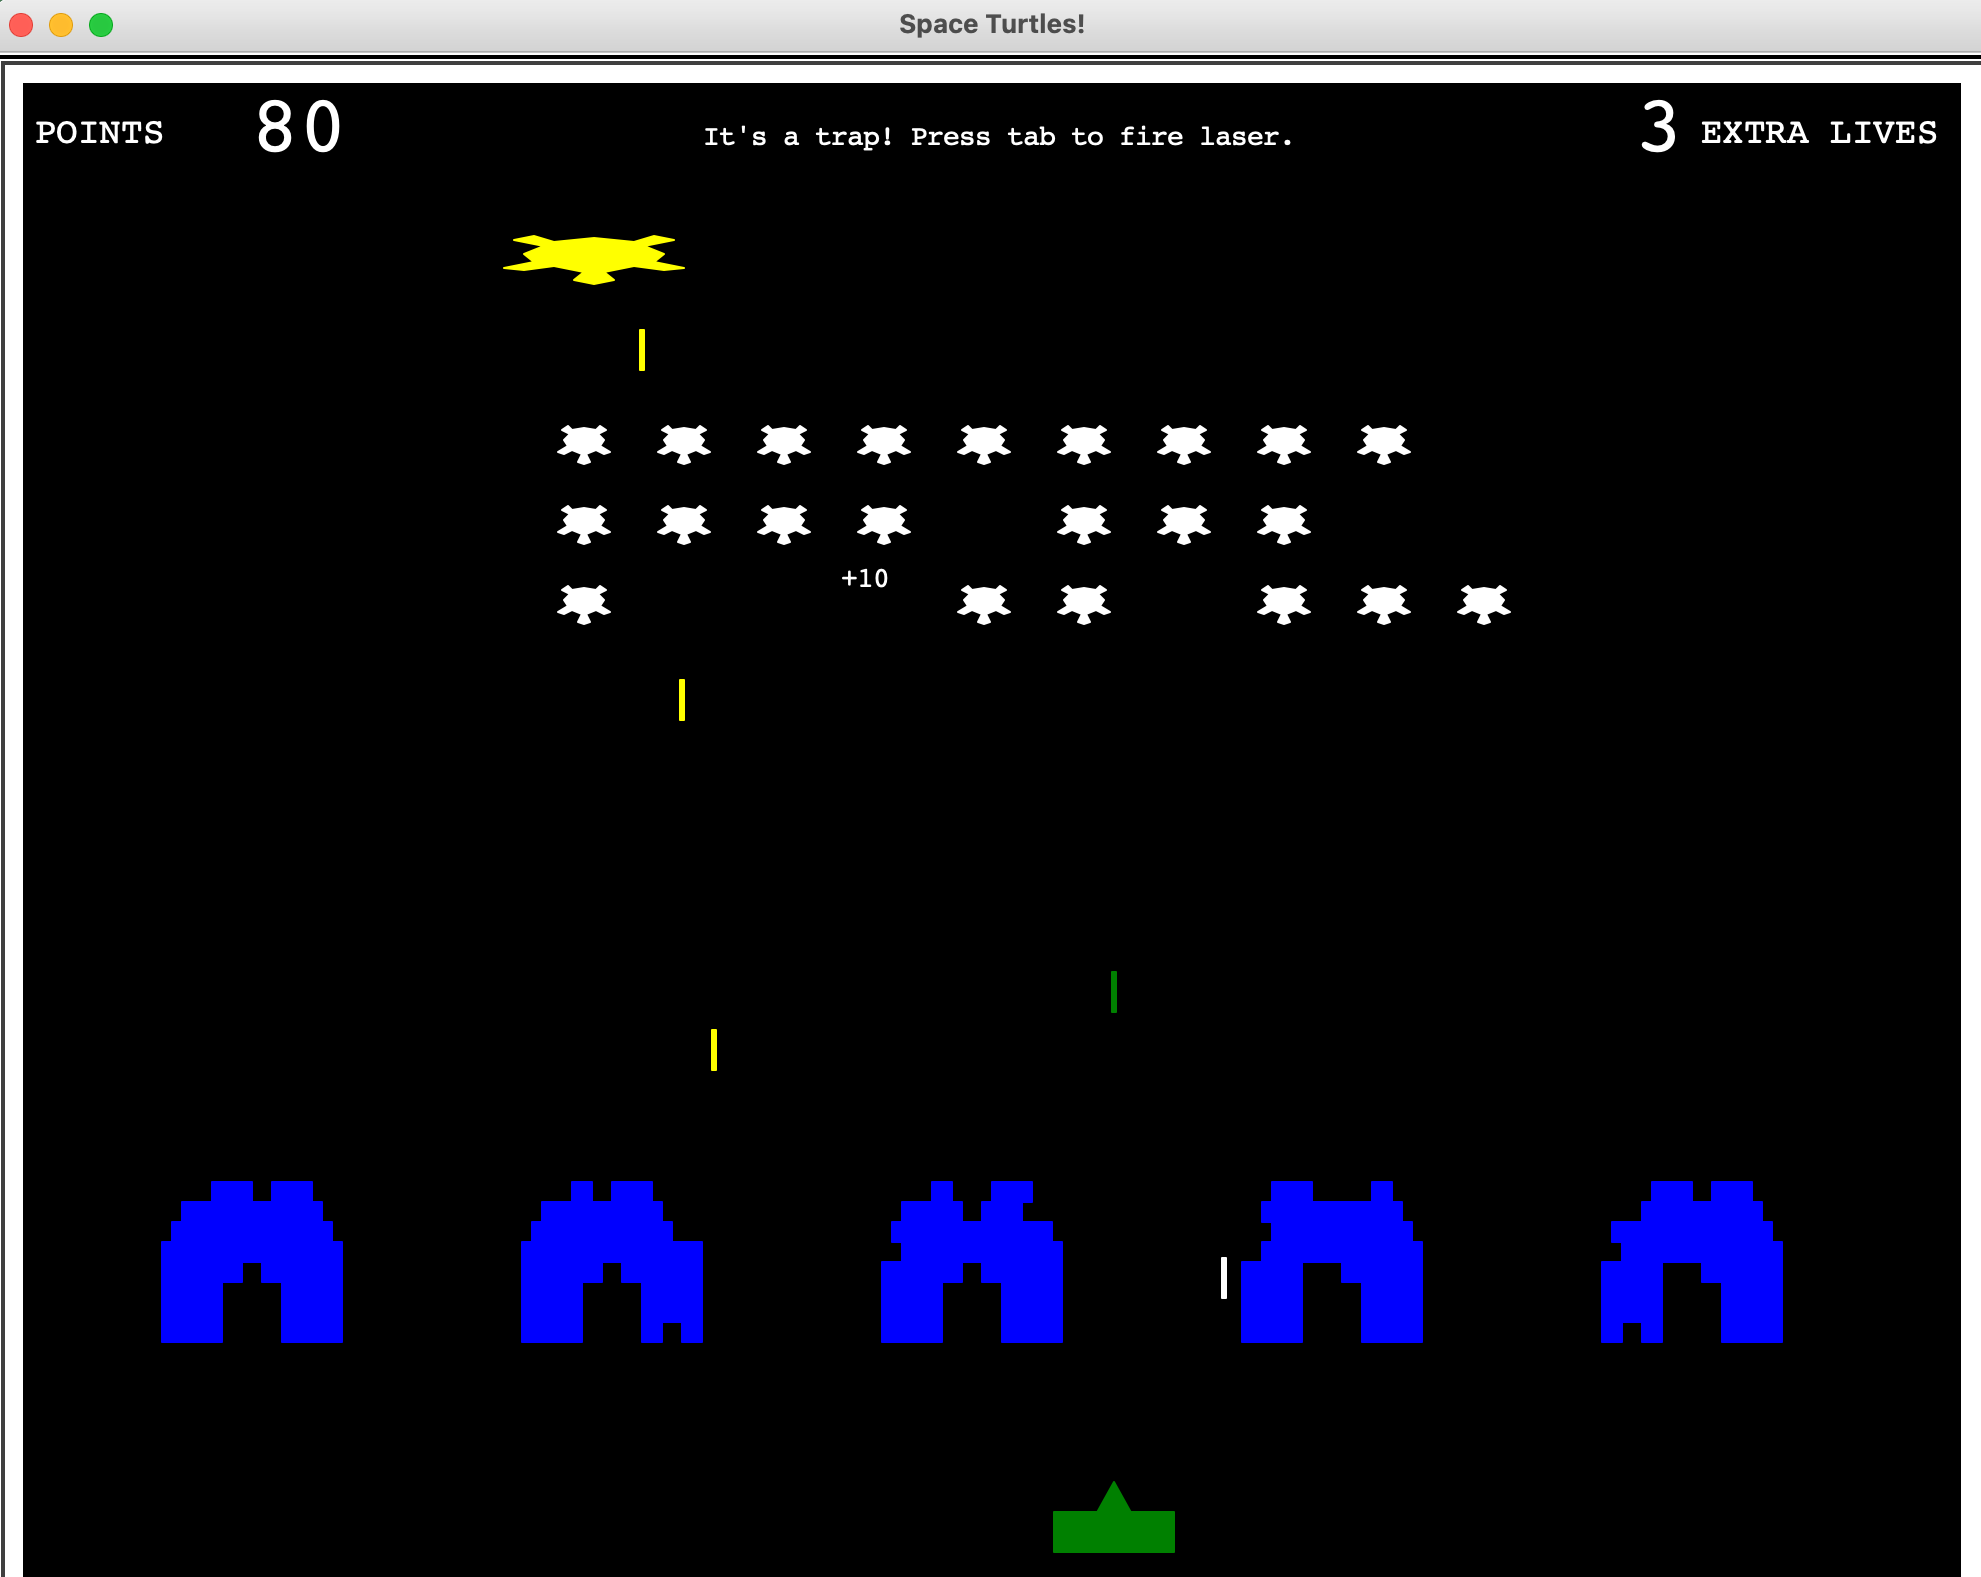 Space Turtles!
POINTS 80 It's a trap! Press tab to fire laser. 3 EXTRA LIVES
+10